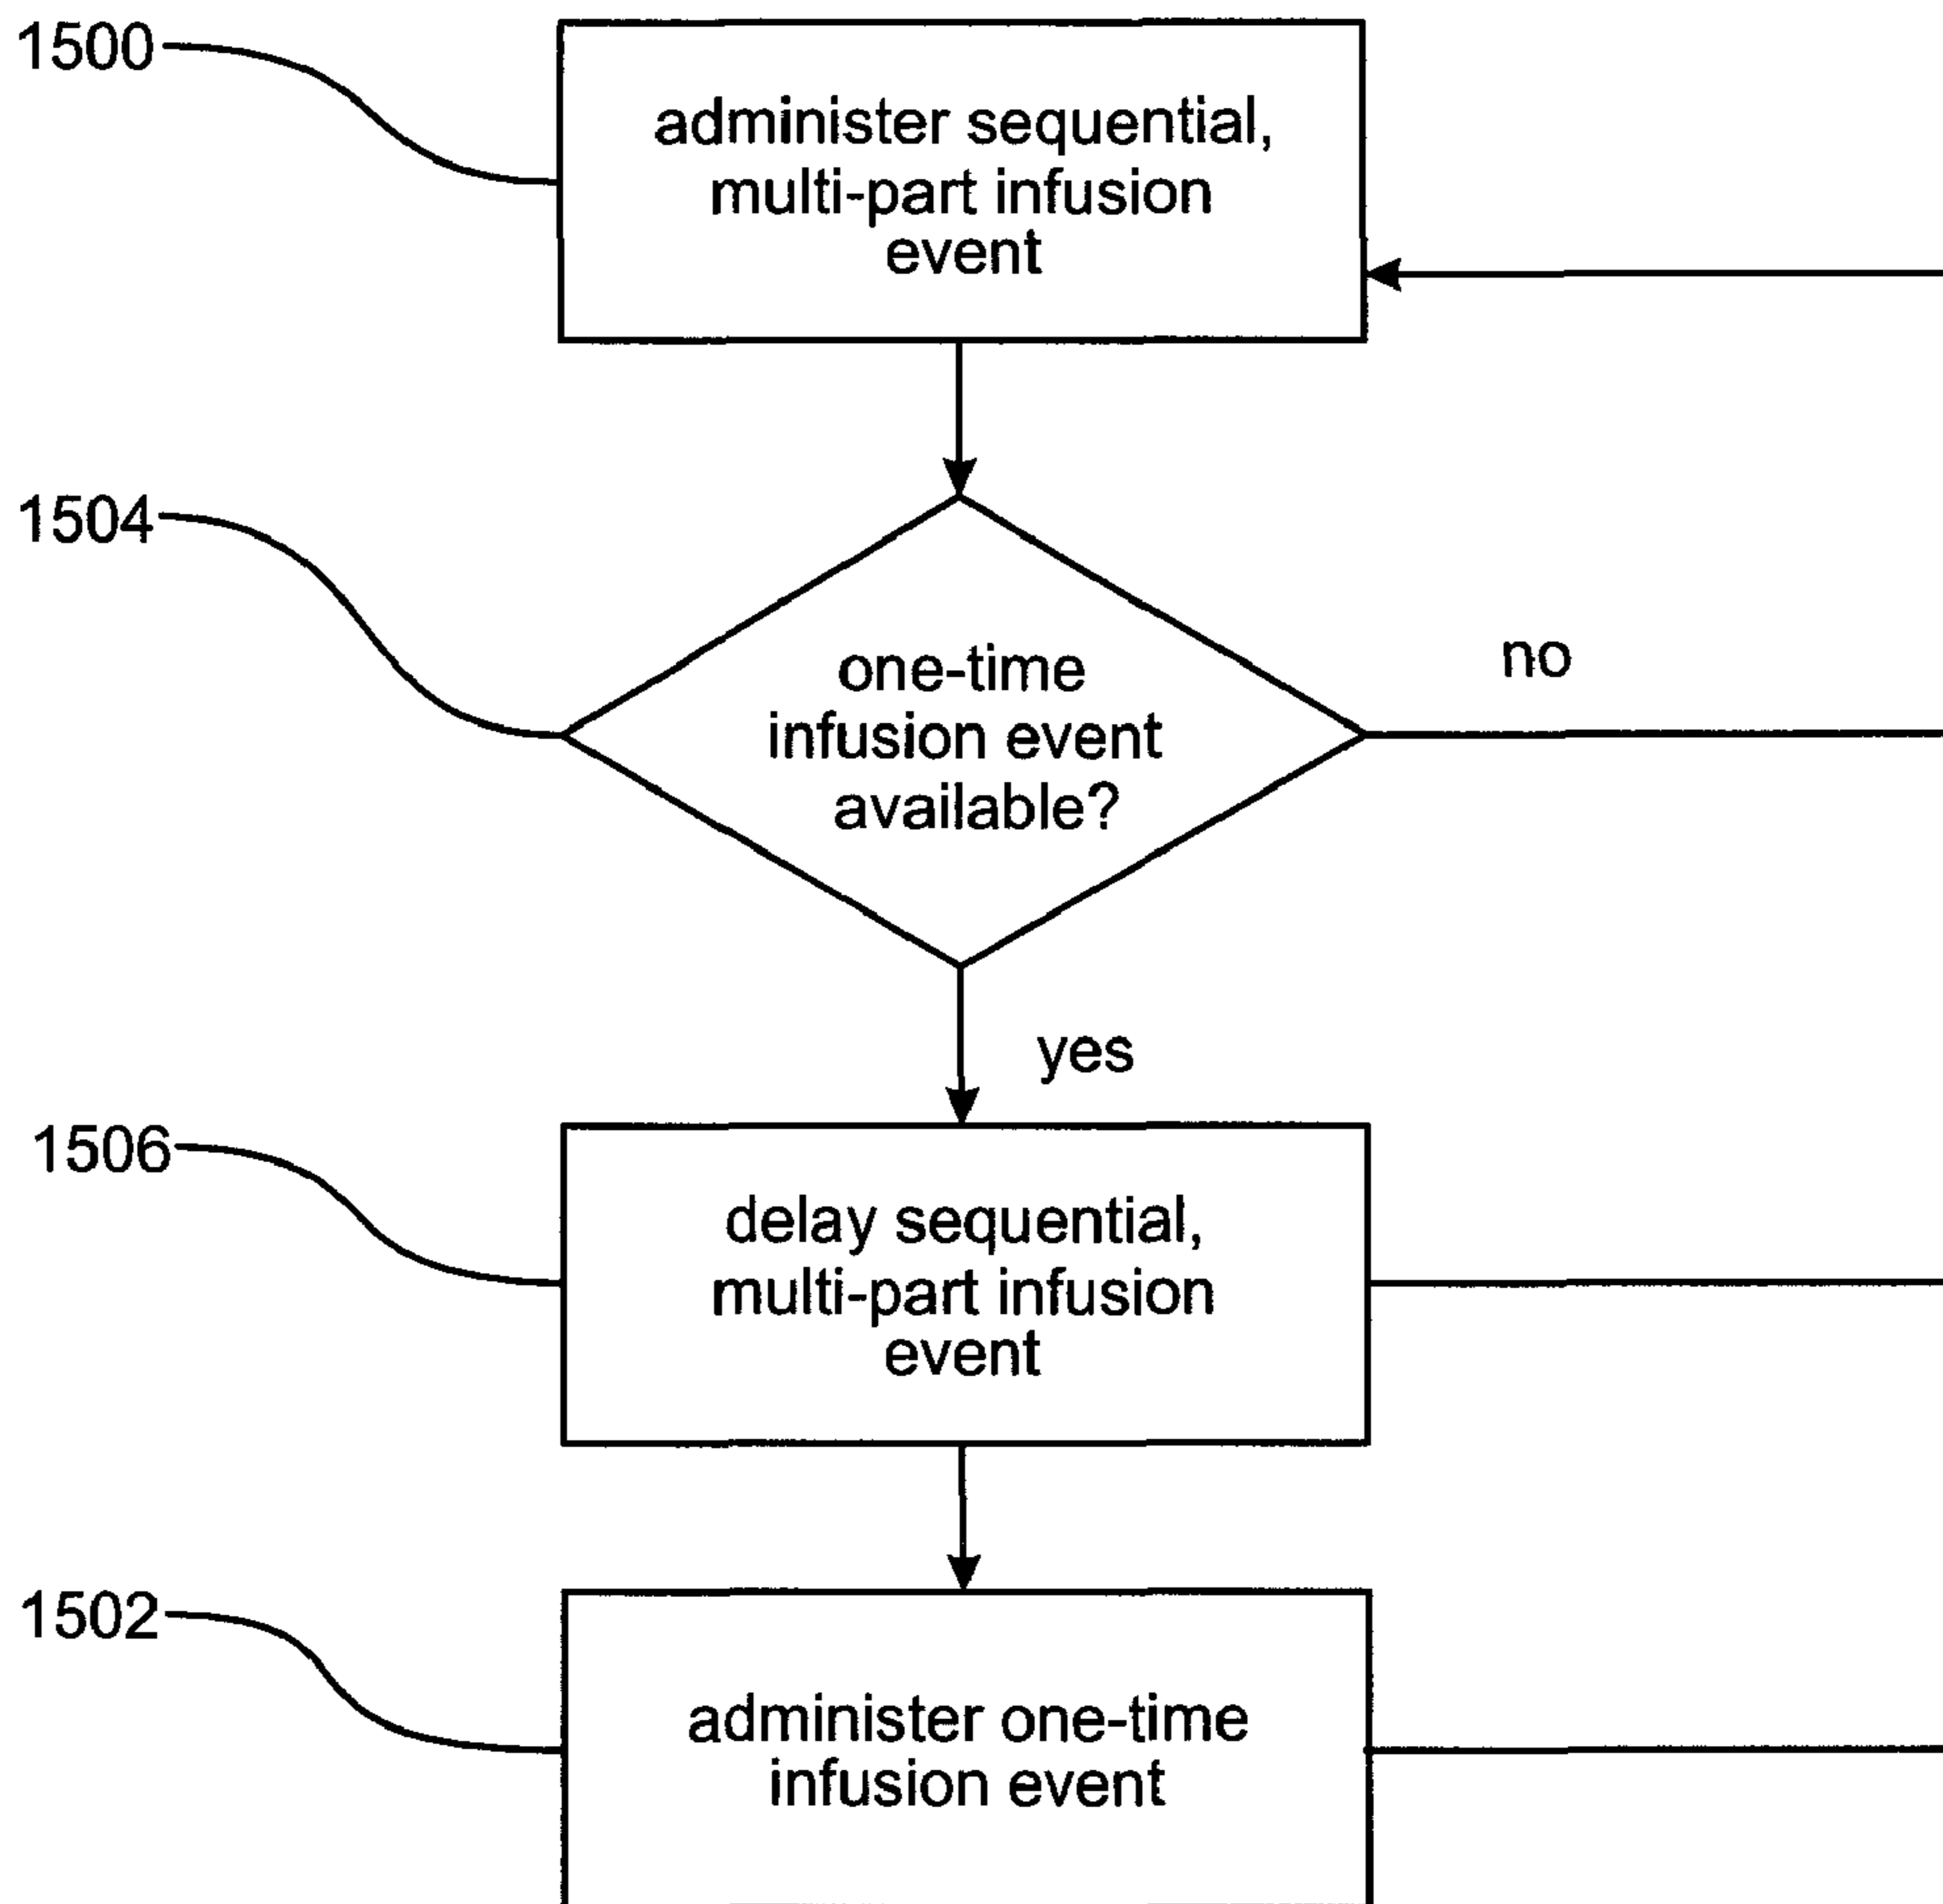 1500
administer sequential,
multi-part infusion
event
1504
one-time
infusion event
available?
no
yes
1506
delay sequential,
multi-part infusion
event
1502
administer one-time
infusion event